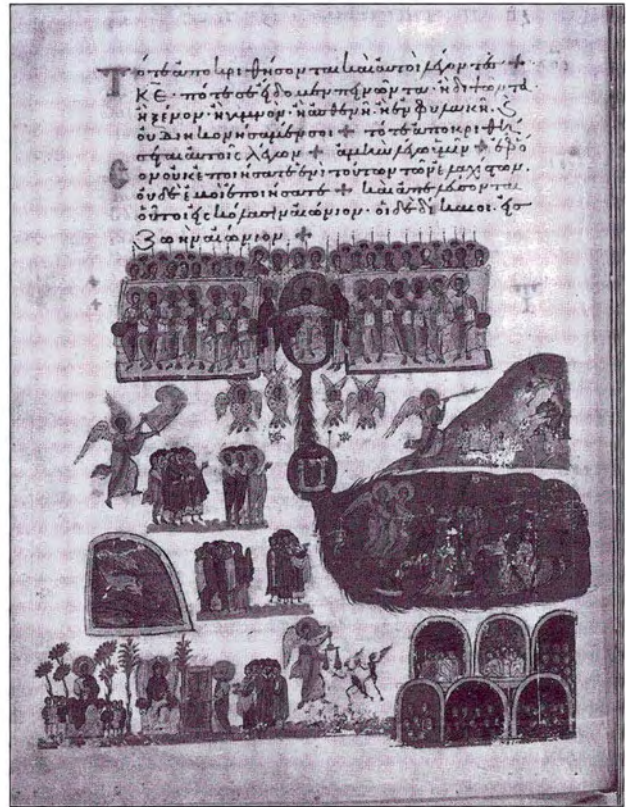 Τότε ἀποκριθήσονται καὶ αὐτοὶ λέγοντες +
ΚΕ· πότε σε εἴδομεν πεινῶντα· ἢ διψῶντα
ἢ ξένον· ἢ γυμνὸν· ἢ ἀσθενῆ· ἢ ἐν φυλακῆ· ϗ
οὐ διηκονήσαμέν σοι + τότε ἀποκριθή
σεται αὐτοῖς λέγων + ἀμὴν λέγω ὑμῖν + ἐφ' ὅ
σον οὐκ ἐποιήσατε ἑνὶ τούτων τῶν ἐλαχίστων.
οὐδὲ ἐμοὶ ἐποιήσατε + καὶ ἀπελεύσονται
οὗτοι εἰς κόλασιν αἰώνιον· οἱ δὲ δίκαιοι· εἰς
ζωὴν αἰώνιον +